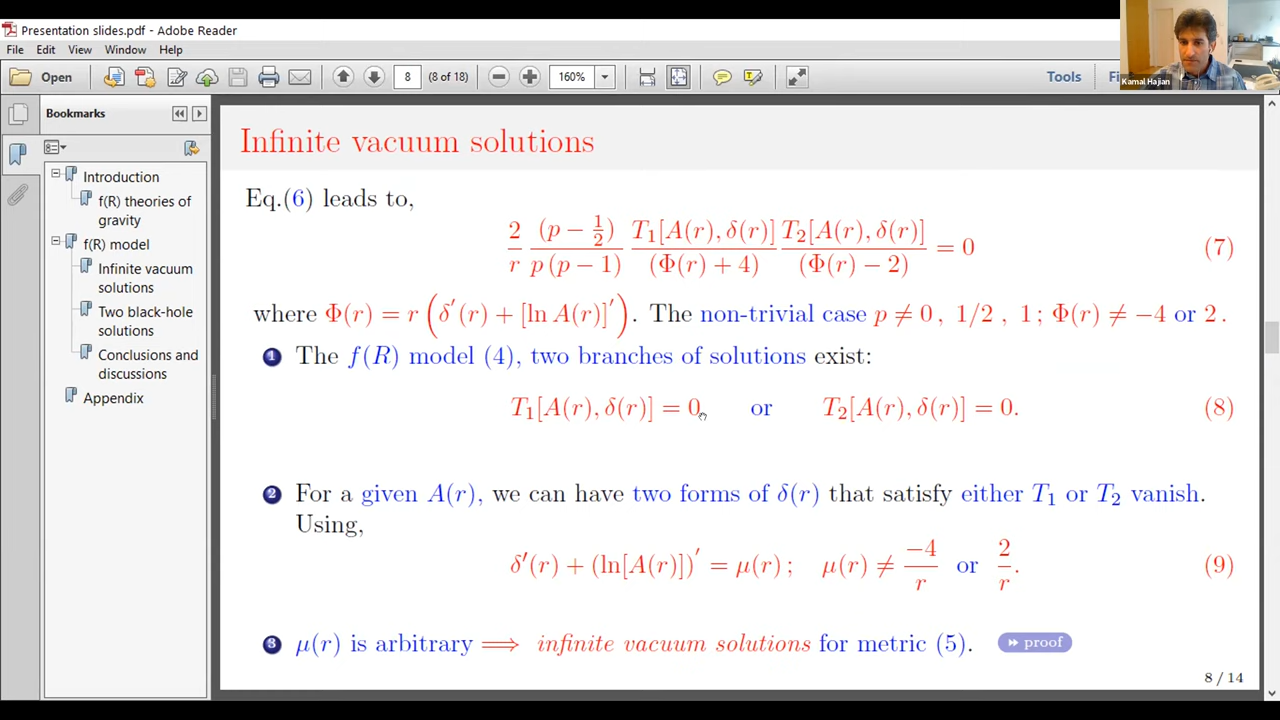 Presentation slides.pdf - Adobe Reader
File Edit View Window Help
Open 8 (8 of 18) 160% Tools
Kamal Hajian
Bookmarks
Introduction
f(R) theories of
gravity
f(R) model
Infinite vacuum
solutions
Two black-hole
solutions
Conclusions and
discussions
Appendix
Infinite vacuum solutions
Eq.(6) leads to,
2/r (p − 1/2)/(p (p − 1)) T₁[A(r), δ(r)]/(Φ(r) + 4) T₂[A(r), δ(r)]/(Φ(r) − 2) = 0 (7)
where Φ(r) = r (δ′(r) + [ln A(r)]′). The non-trivial case p ≠ 0 , 1/2 , 1 ; Φ(r) ≠ −4 or 2 .
1 The f(R) model (4), two branches of solutions exist:
T₁[A(r), δ(r)] = 0, or T₂[A(r), δ(r)] = 0. (8)
2 For a given A(r), we can have two forms of δ(r) that satisfy either T₁ or T₂ vanish.
Using,
δ′(r) + (ln[A(r)])′ = μ(r) ; μ(r) ≠ −4/r or 2/r. (9)
3 μ(r) is arbitrary ⟹ infinite vacuum solutions for metric (5). proof
8 / 14